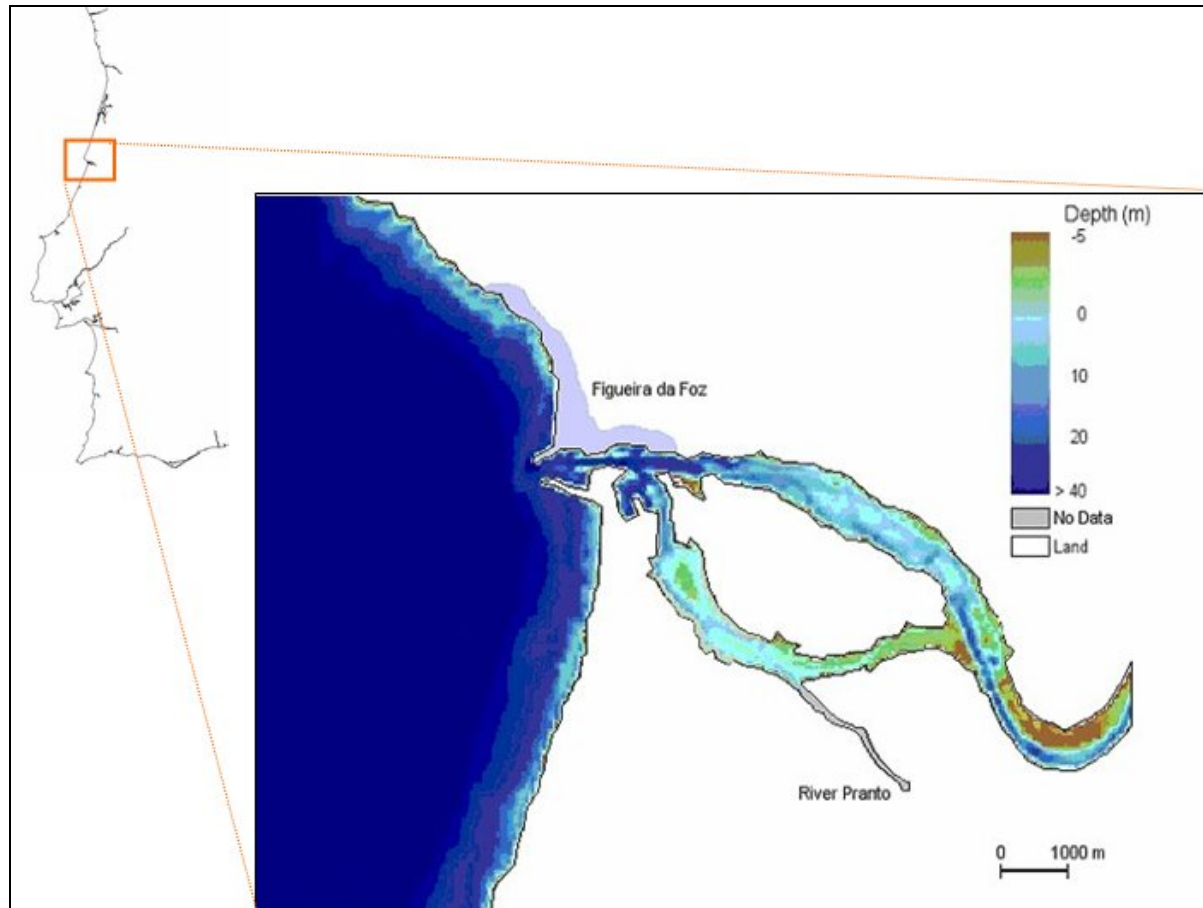 Depth (m)
-5
0
10
20
> 40
No Data
Land
Figueira da Foz
River Pranto
0 1000 m